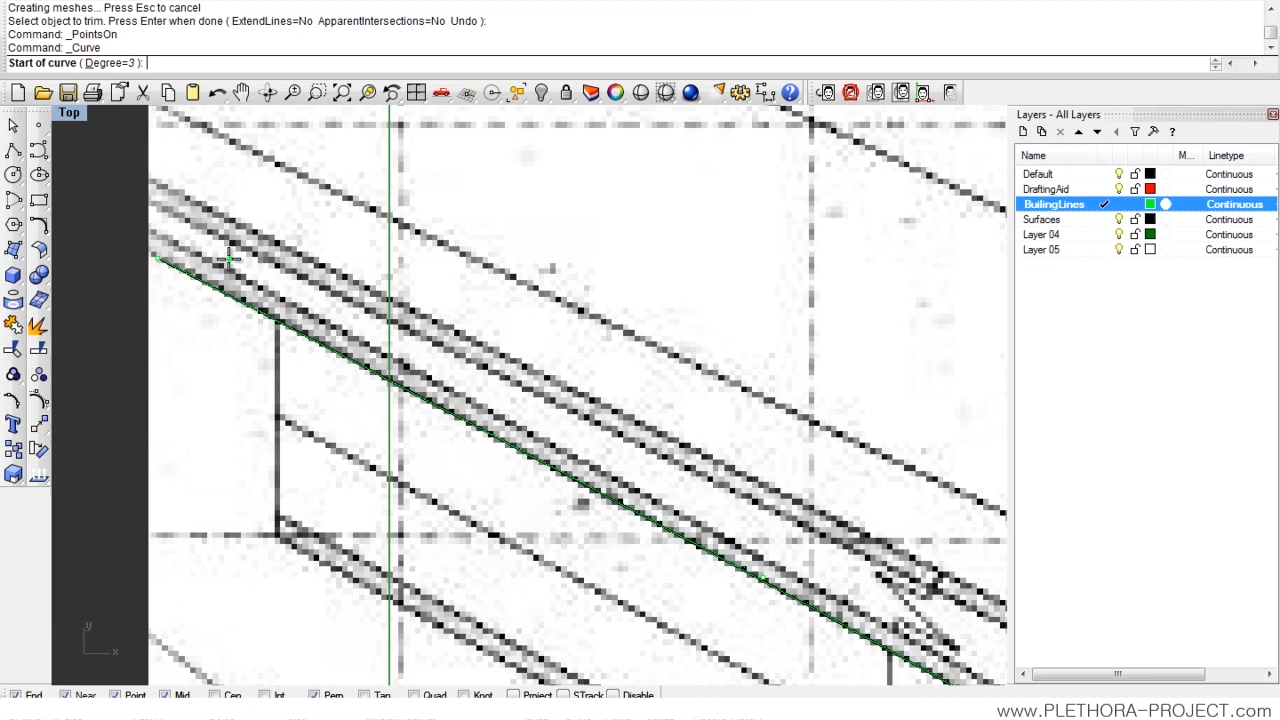 Creating meshes... Press Esc to cancel
Select object to trim. Press Enter when done ( ExtendLines=No  ApparentIntersections=No  Undo ):
Command: _PointsOn
Command: _Curve
Start of curve ( Degree=3 ):
Top
Layers - All Layers
Name M... Linetype
Default Continuous
DraftingAid Continuous
BuilingLines Continuous
Surfaces Continuous
Layer 04 Continuous
Layer 05 Continuous
y
x
End Near Point Mid Cen Int Perp Tan Quad Knot Project STrack Disable
www.PLETHORA-PROJECT.com